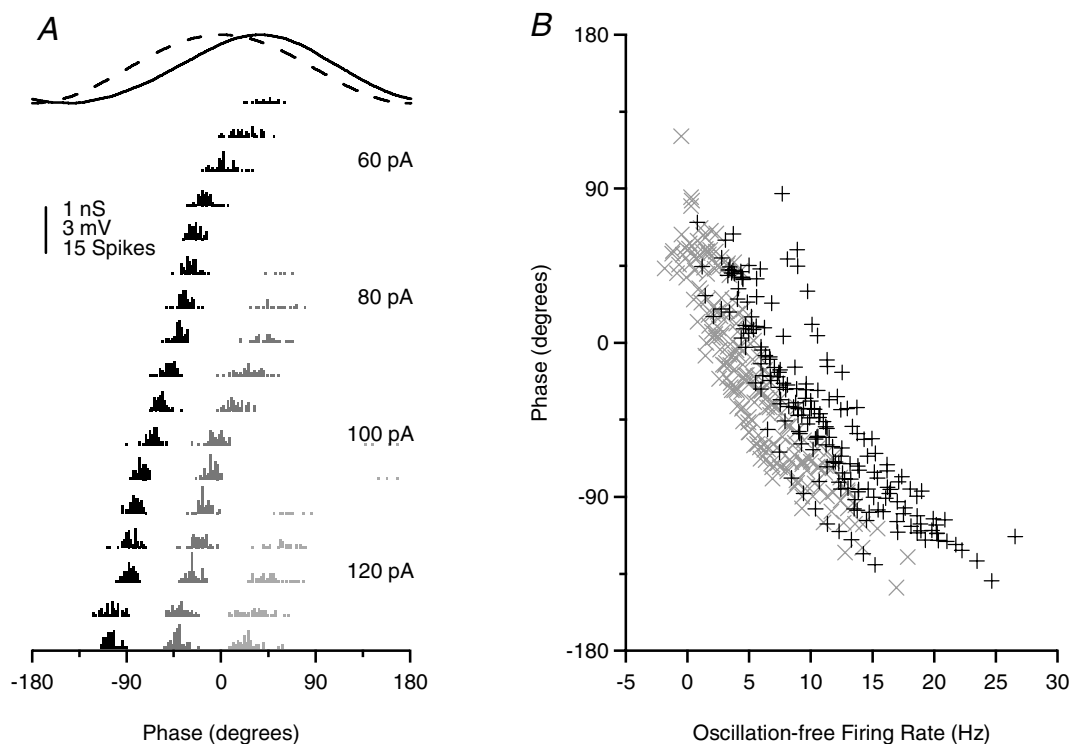 A
60 pA
1 nS
3 mV
15 Spikes
80 pA
100 pA
120 pA
-180
-90
0
90
180
Phase (degrees)
B
180
90
0
-90
-180
Phase (degrees)
-5
0
5
10
15
20
25
30
Oscillation-free Firing Rate (Hz)